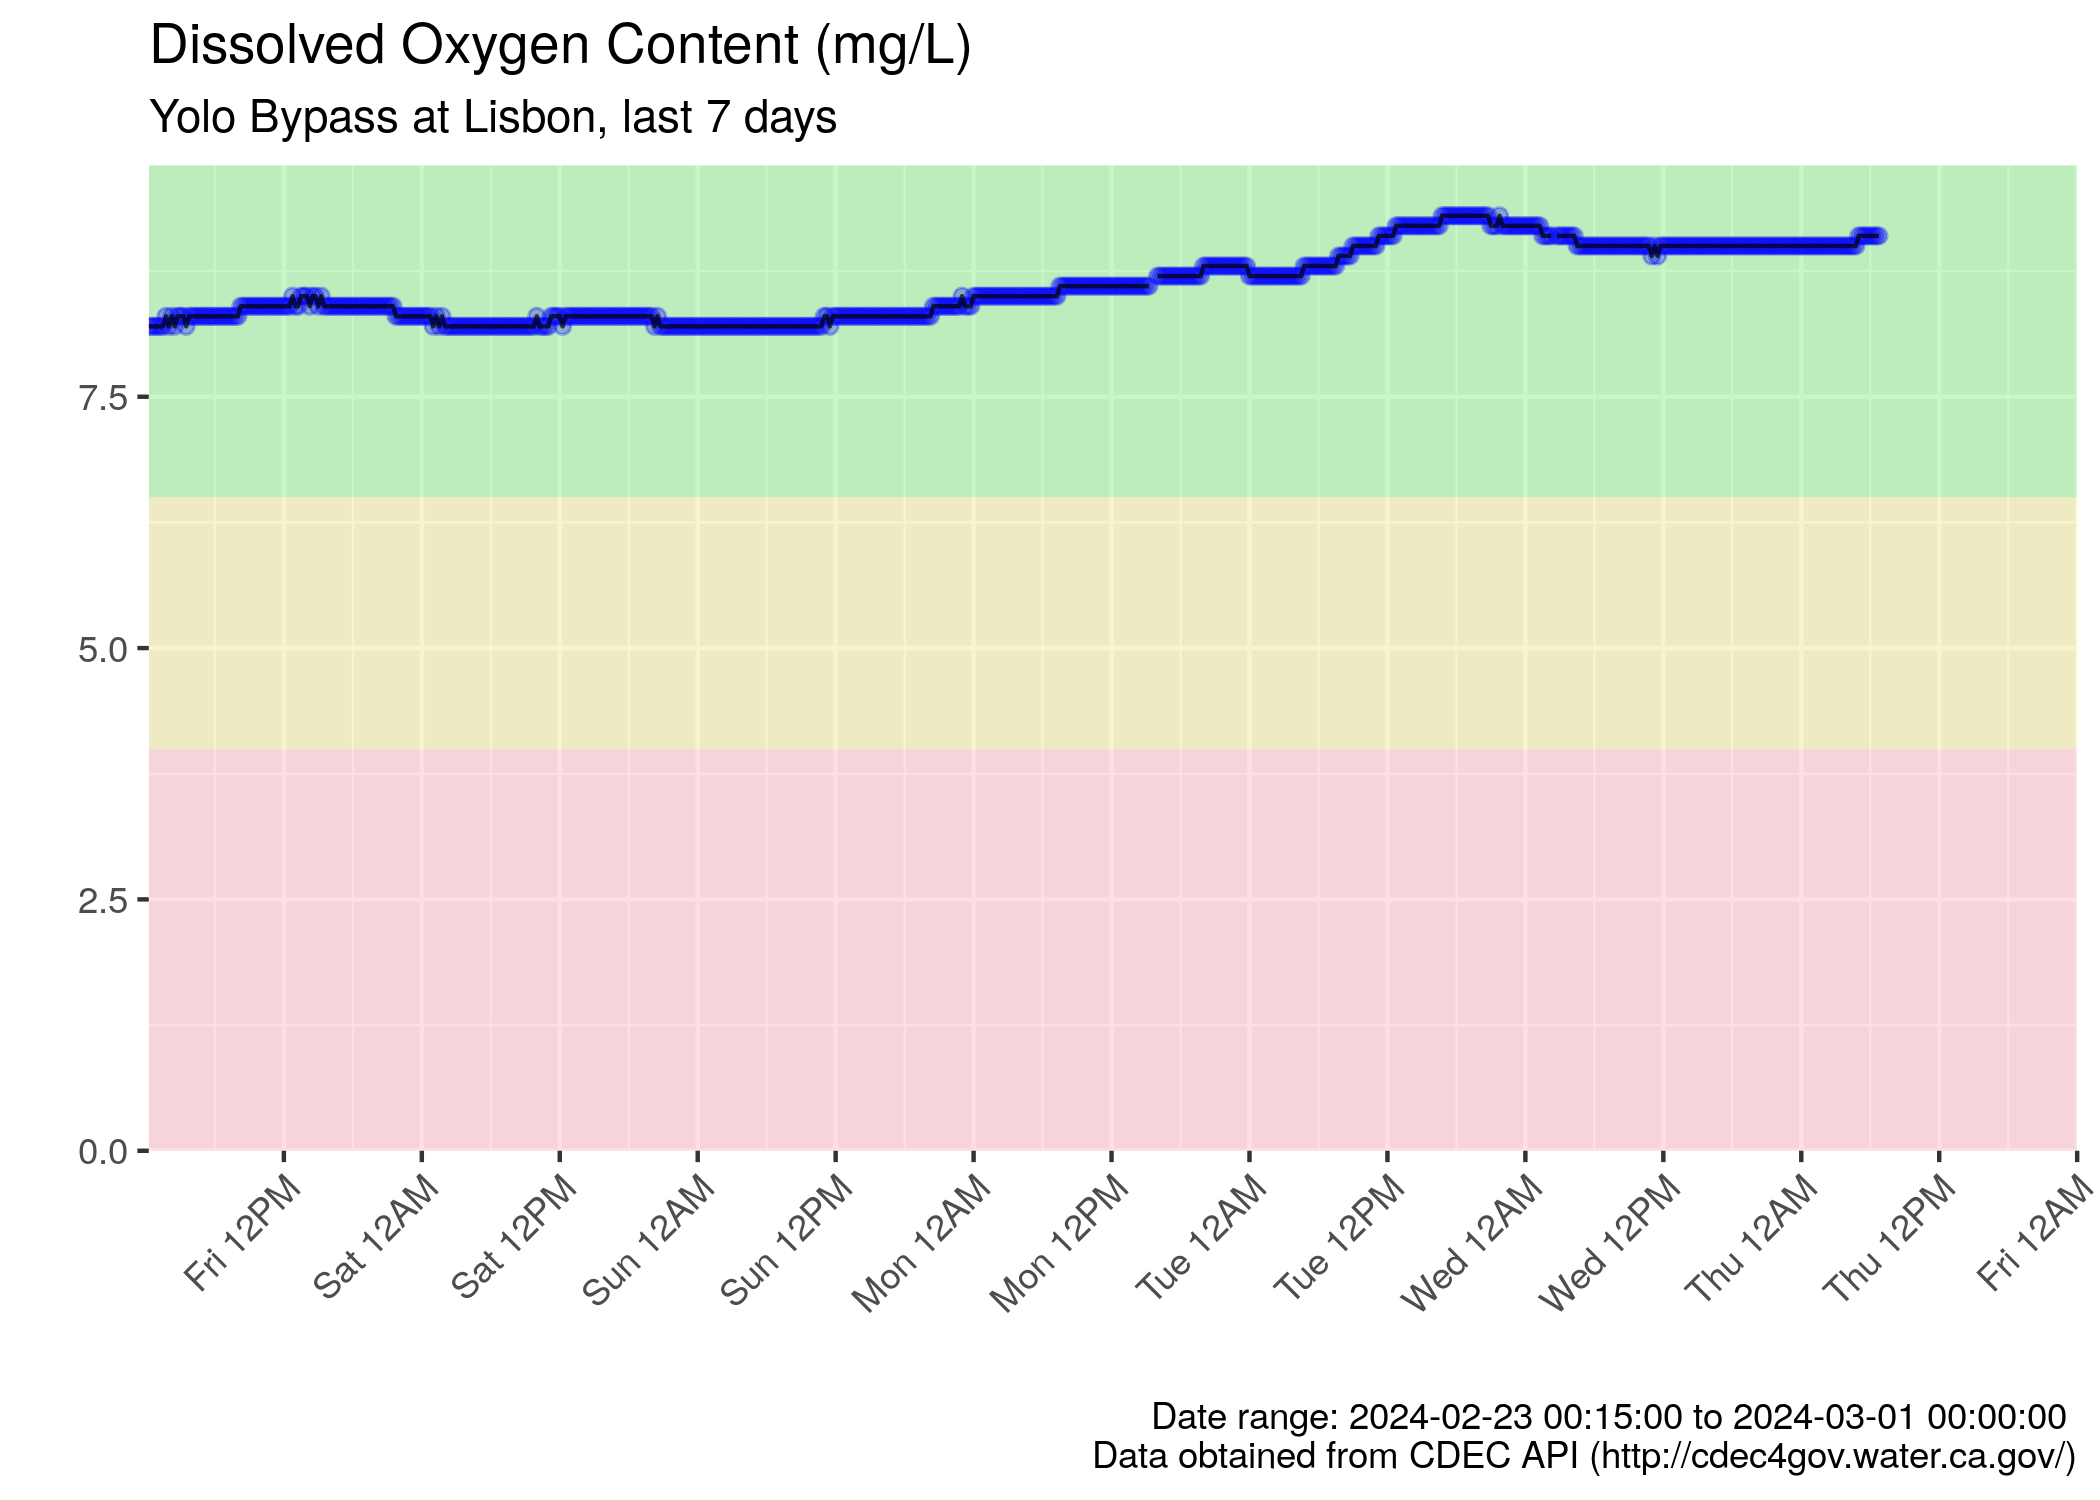 Dissolved Oxygen Content (mg/L)
Yolo Bypass at Lisbon, last 7 days
7.5
5.0
2.5
0.0
Fri 12PM
Sat 12AM
Sat 12PM
Sun 12AM
Sun 12PM
Mon 12AM
Mon 12PM
Tue 12AM
Tue 12PM
Wed 12AM
Wed 12PM
Thu 12AM
Thu 12PM
Fri 12AM
Date range: 2024-02-23 00:15:00 to 2024-03-01 00:00:00
Data obtained from CDEC API (http://cdec4gov.water.ca.gov/)